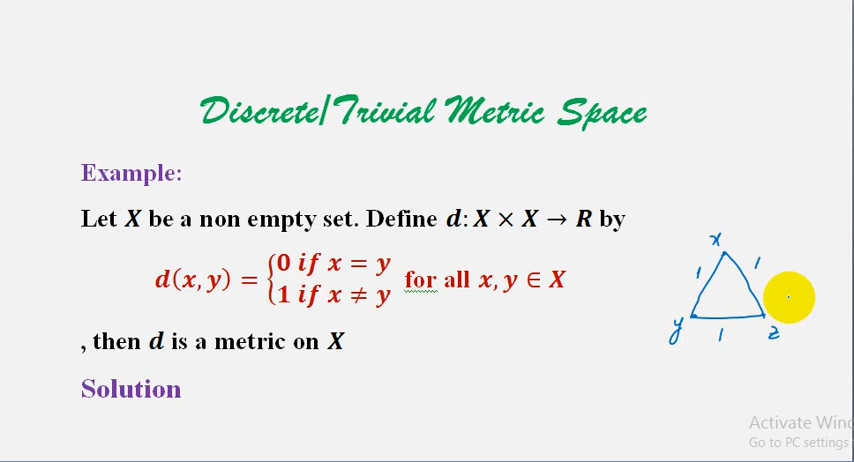 Discrete/Trivial Metric Space
Example:
Let X be a non empty set. Define d: X × X → R by
d(x, y) = {0 if x = y
{1 if x ≠ y for all x, y ∈ X
, then d is a metric on X
Solution
x
1 1
y 1 z
Activate Win
Go to PC settings